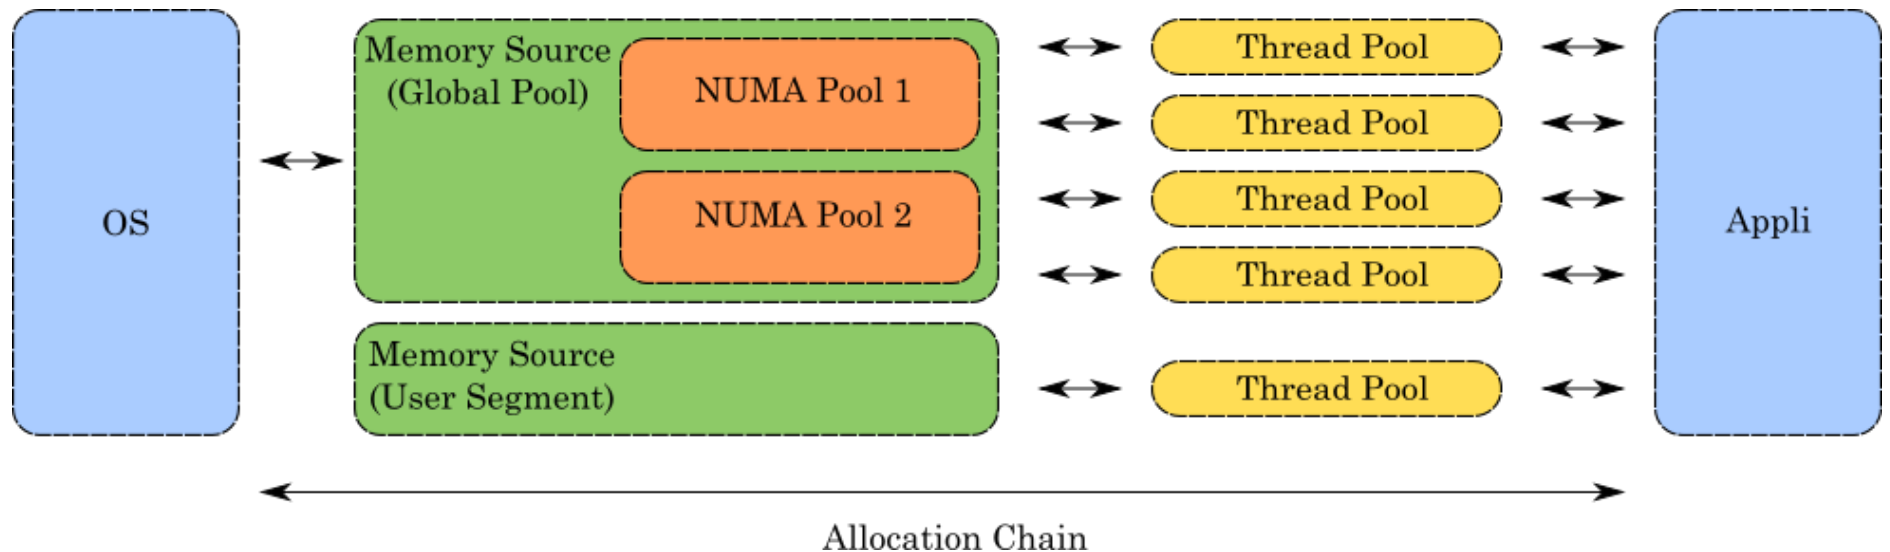 OS
Memory Source
(Global Pool)
NUMA Pool 1
NUMA Pool 2
Memory Source
(User Segment)
Thread Pool
Thread Pool
Thread Pool
Thread Pool
Thread Pool
Appli
Allocation Chain